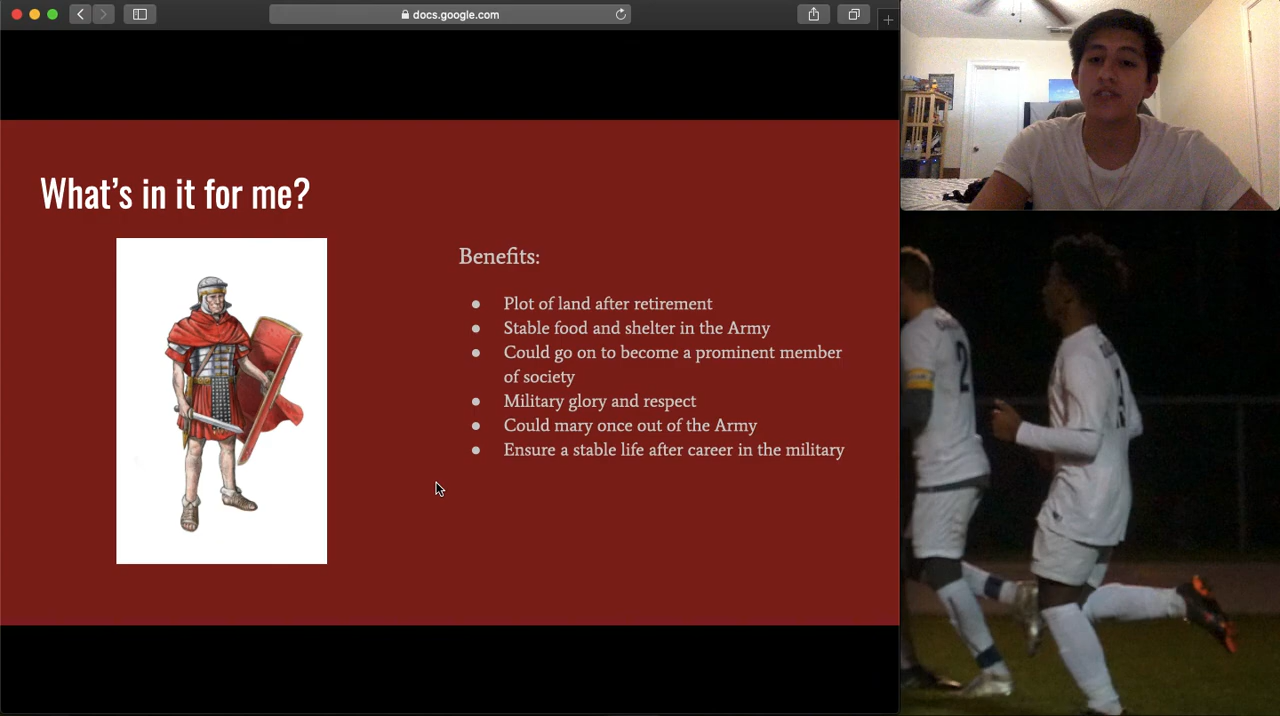 docs.google.com
What's in it for me?
Benefits:
● Plot of land after retirement
● Stable food and shelter in the Army
● Could go on to become a prominent member
of society
● Military glory and respect
● Could mary once out of the Army
● Ensure a stable life after career in the military
2